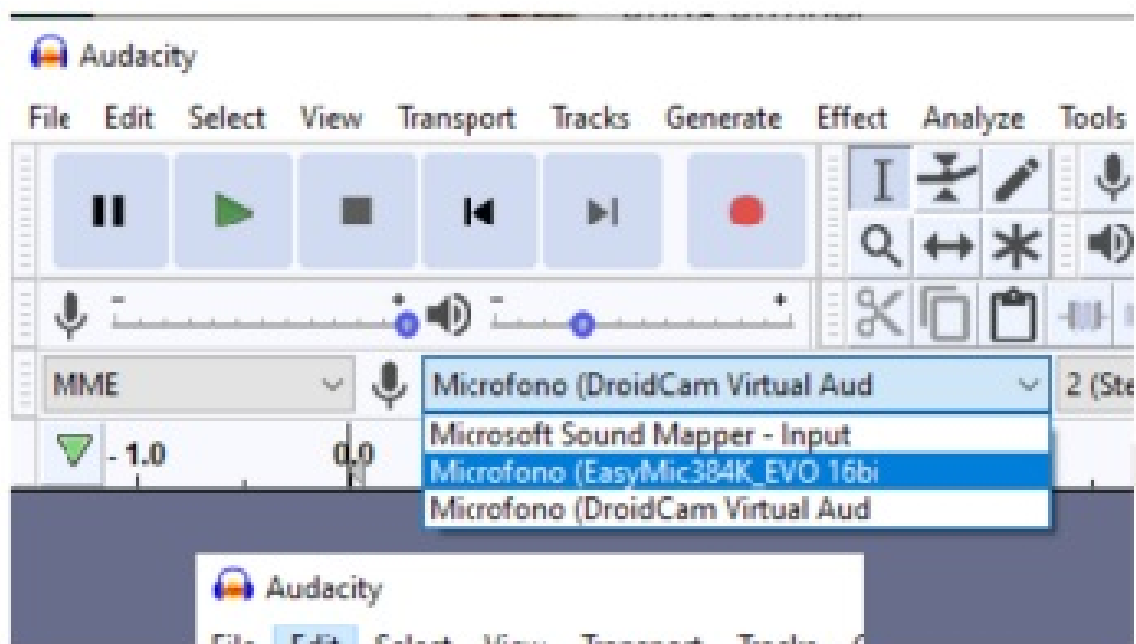 Audacity
File Edit Select View Transport Tracks Generate Effect Analyze Tools
- +
- +
MME Microfono (DroidCam Virtual Aud 2 (Ste
- 1.0 0.0
Microsoft Sound Mapper - Input
Microfono (EasyMic384K_EVO 16bi
Microfono (DroidCam Virtual Aud
Audacity
File Edit Select View Transport Tracks